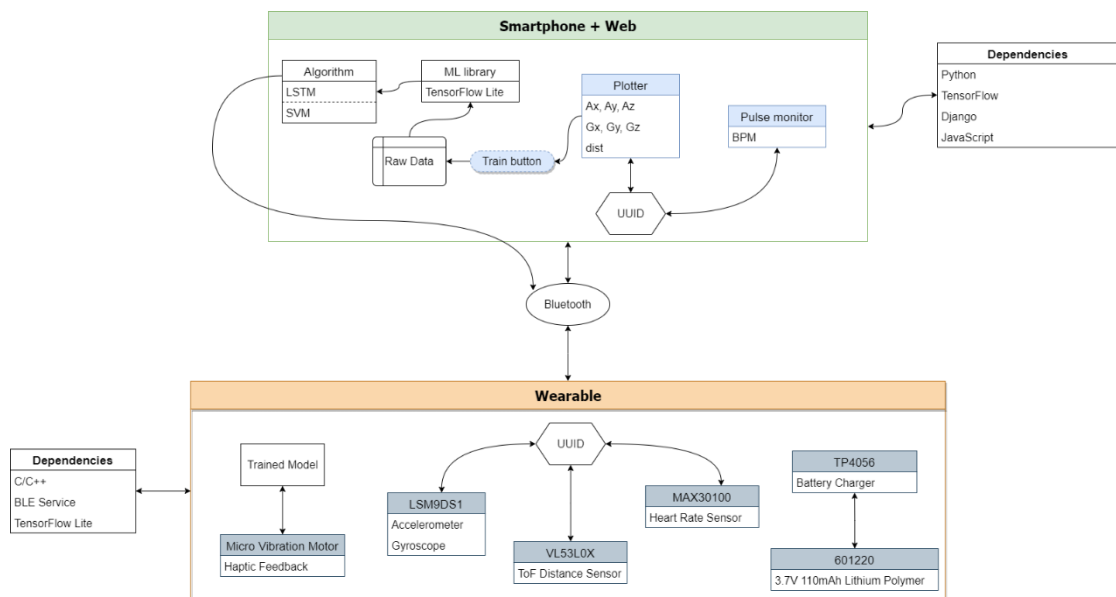 Smartphone + Web
Algorithm
LSTM
SVM
ML library
TensorFlow Lite
Raw Data
Train button
Plotter
Ax, Ay, Az
Gx, Gy, Gz
dist
Pulse monitor
BPM
UUID
Dependencies
Python
TensorFlow
Django
JavaScript
Bluetooth
Wearable
Dependencies
C/C++
BLE Service
TensorFlow Lite
Trained Model
Micro Vibration Motor
Haptic Feedback
UUID
LSM9DS1
Accelerometer
Gyroscope
VL53L0X
ToF Distance Sensor
MAX30100
Heart Rate Sensor
TP4056
Battery Charger
601220
3.7V 110mAh Lithium Polymer